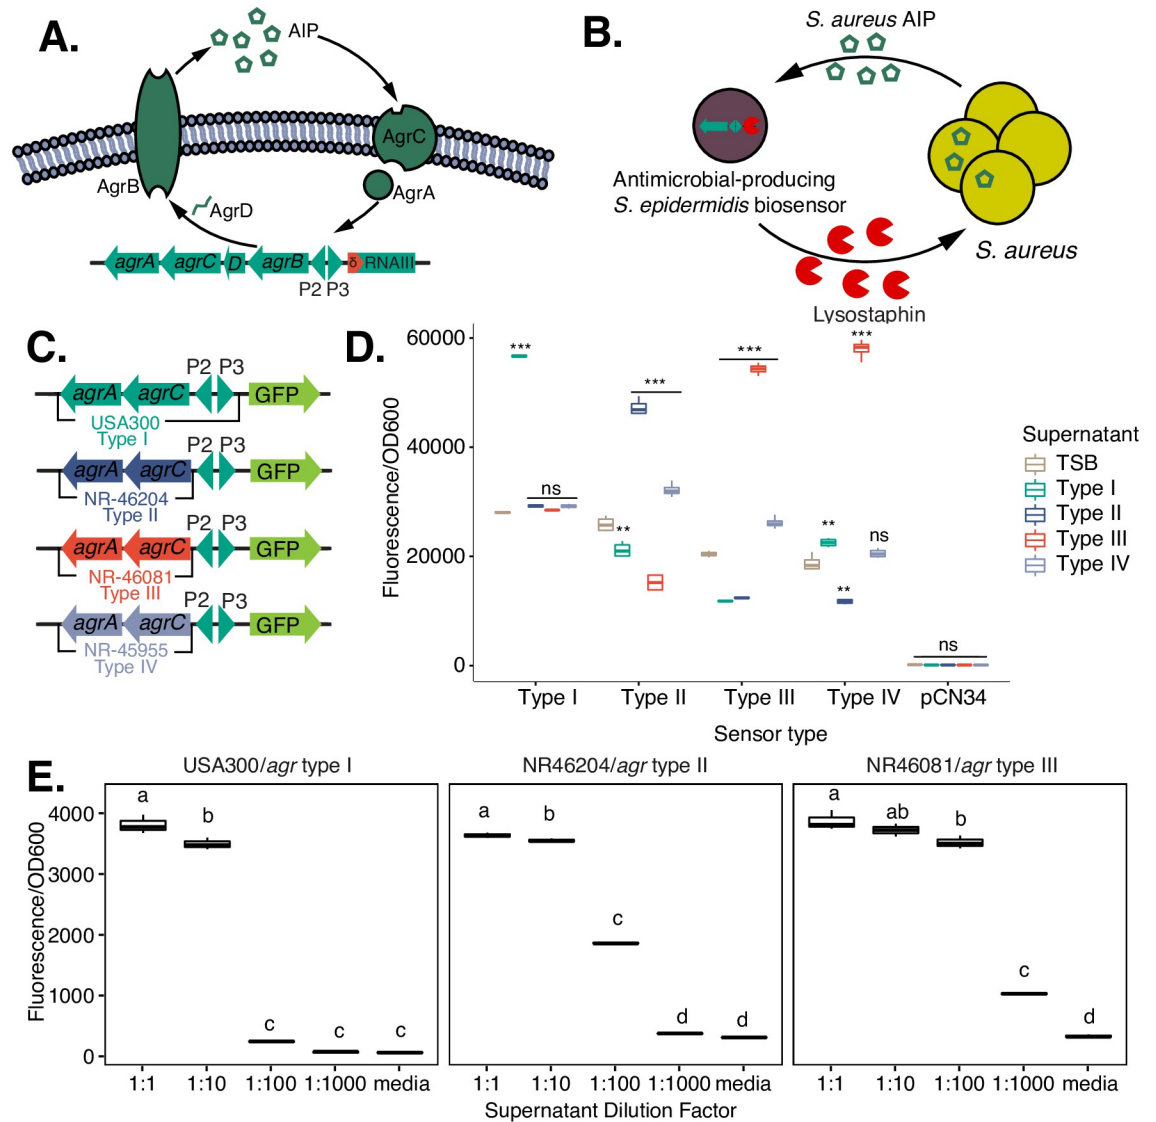 A.
AIP
AgrC
AgrB
AgrD
AgrA
agrA agrC D agrB δ RNAIII
P2 P3
B.
S. aureus AIP
Antimicrobial-producing
S. epidermidis biosensor
S. aureus
Lysostaphin
C.
P2 P3
agrA agrC GFP
USA300
Type I
P2 P3
agrA agrC GFP
NR-46204
Type II
P2 P3
agrA agrC GFP
NR-46081
Type III
P2 P3
agrA agrC GFP
NR-45955
Type IV
D.
Fluorescence/OD600
60000
40000
20000
0
***
ns
***
**
***
***
**
**
ns
ns
Type I Type II Type III Type IV pCN34
Sensor type
Supernatant
TSB
Type I
Type II
Type III
Type IV
E.
USA300/agr type I
NR46204/agr type II
NR46081/agr type III
Fluorescence/OD600
4000
3000
2000
1000
0
a b c c c
a b c d d
a ab b c d
1:1 1:10 1:100 1:1000 media
1:1 1:10 1:100 1:1000 media
1:1 1:10 1:100 1:1000 media
Supernatant Dilution Factor